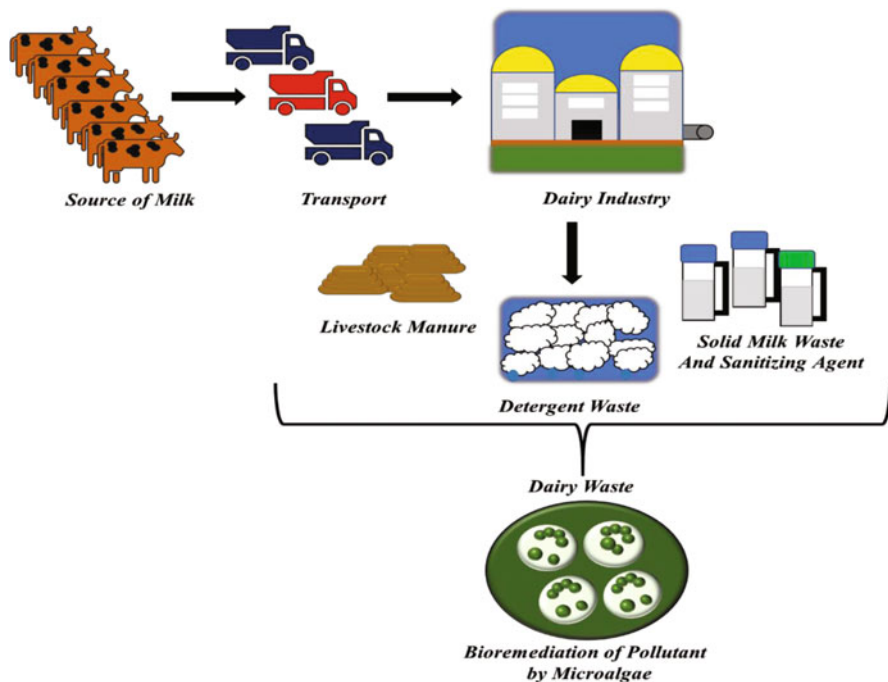 Source of Milk
Transport
Dairy Industry
Livestock Manure
Solid Milk Waste
And Sanitizing Agent
Detergent Waste
Dairy Waste
Bioremediation of Pollutant
by Microalgae